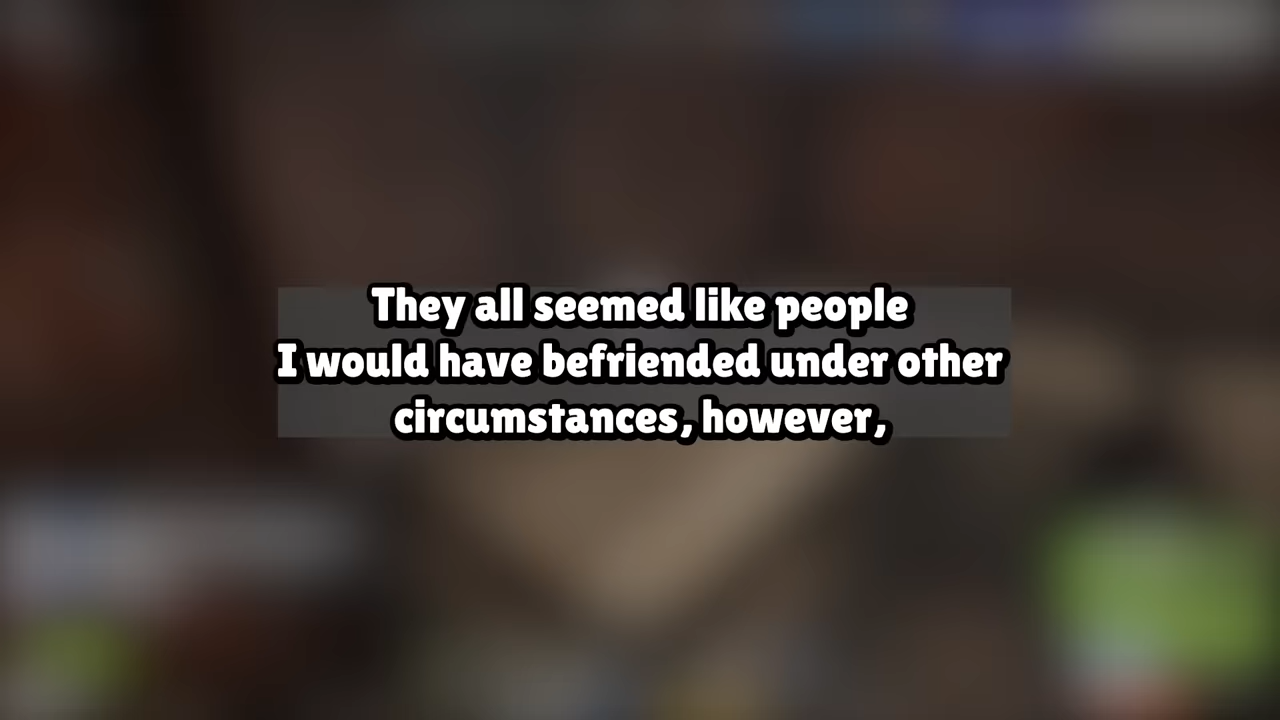 They all seemed like people
I would have befriended under other
circumstances, however,